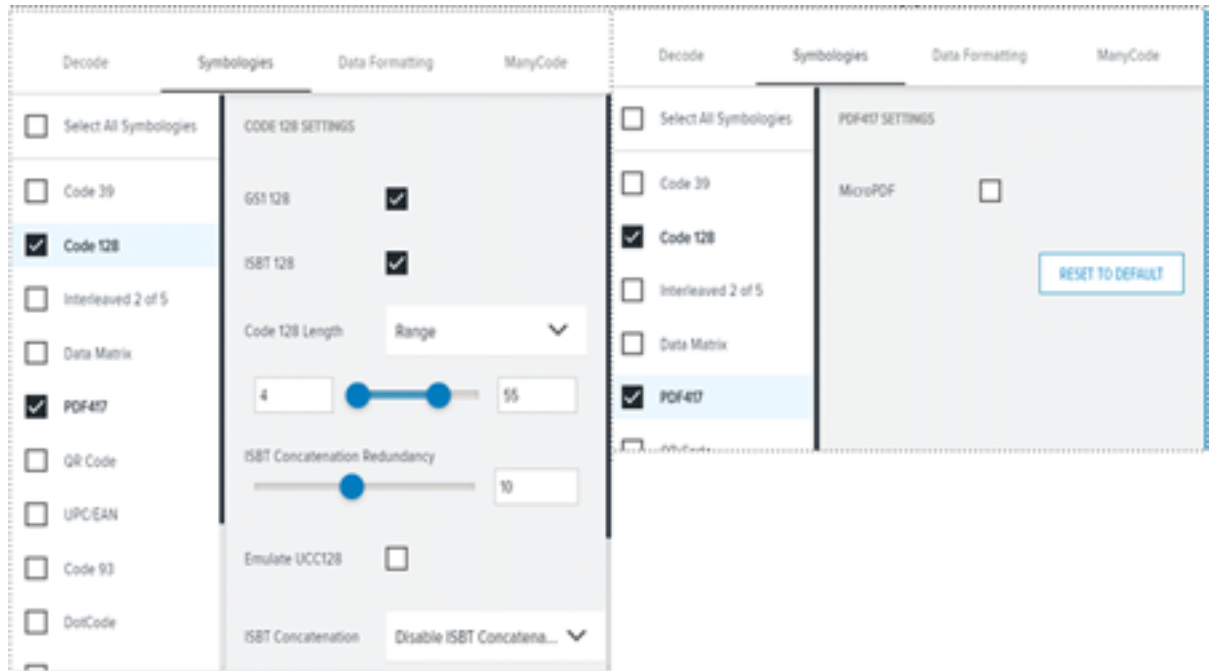 Decode Symbologies Data Formatting ManyCode
Select All Symbologies
Code 39
Code 128
Interleaved 2 of 5
Data Matrix
PDF417
QR Code
UPC/EAN
Code 93
DotCode
CODE 128 SETTINGS
GS1 128
ISBT 128
Code 128 Length Range
4 55
ISBT Concatenation Redundancy
10
Emulate UCC128
ISBT Concatenation Disable ISBT Concatena...
Decode Symbologies Data Formatting ManyCode
Select All Symbologies
Code 39
Code 128
Interleaved 2 of 5
Data Matrix
PDF417
PDF417 SETTINGS
MicroPDF
RESET TO DEFAULT